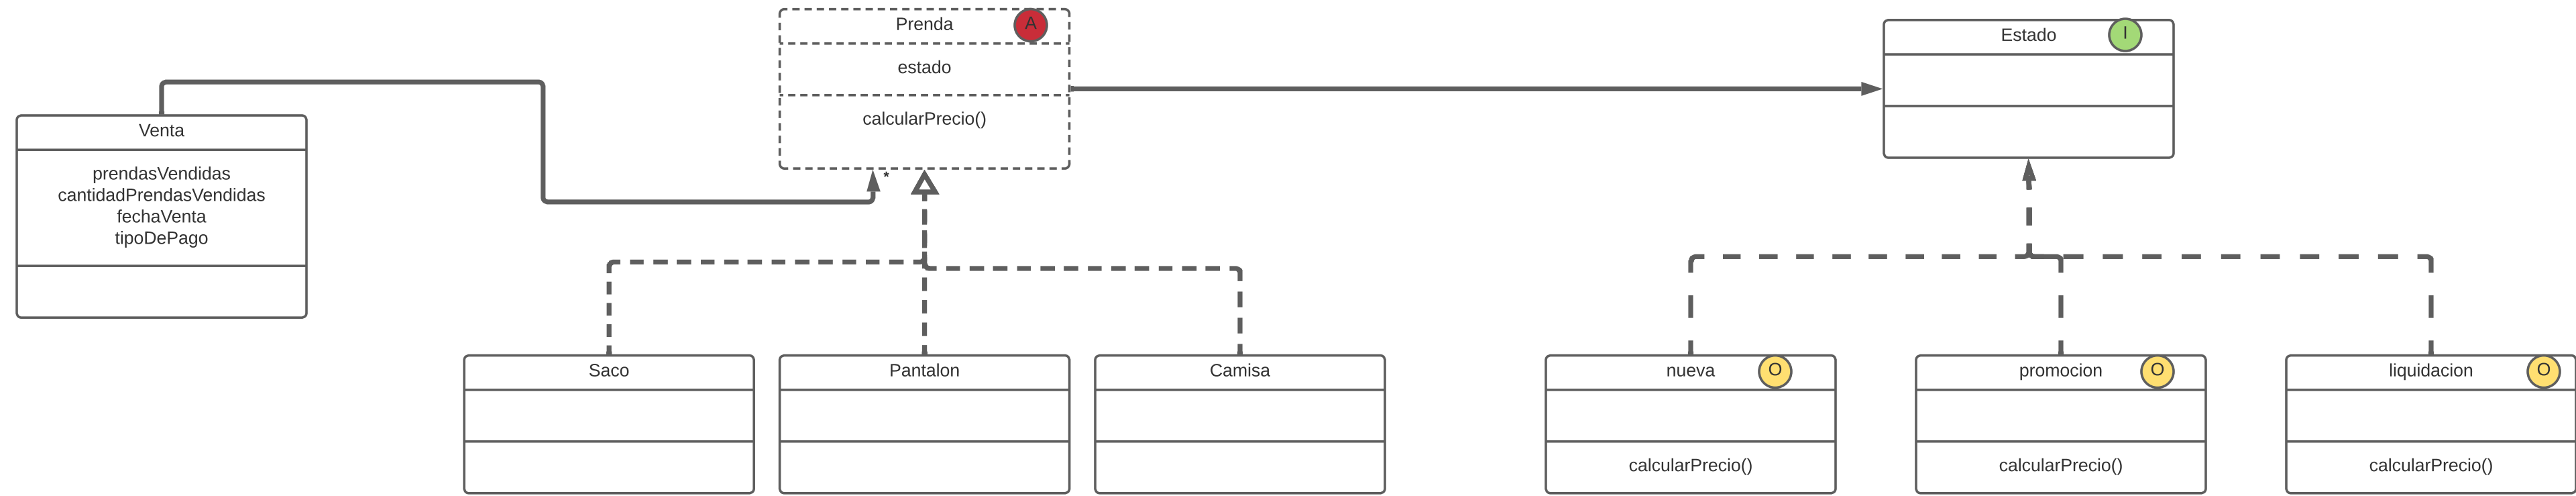 Prenda
A
estado
calcularPrecio()
*
Estado
I
Venta
prendasVendidas
cantidadPrendasVendidas
fechaVenta
tipoDePago
Saco
Pantalon
Camisa
nueva
O
calcularPrecio()
promocion
O
calcularPrecio()
liquidacion
O
calcularPrecio()